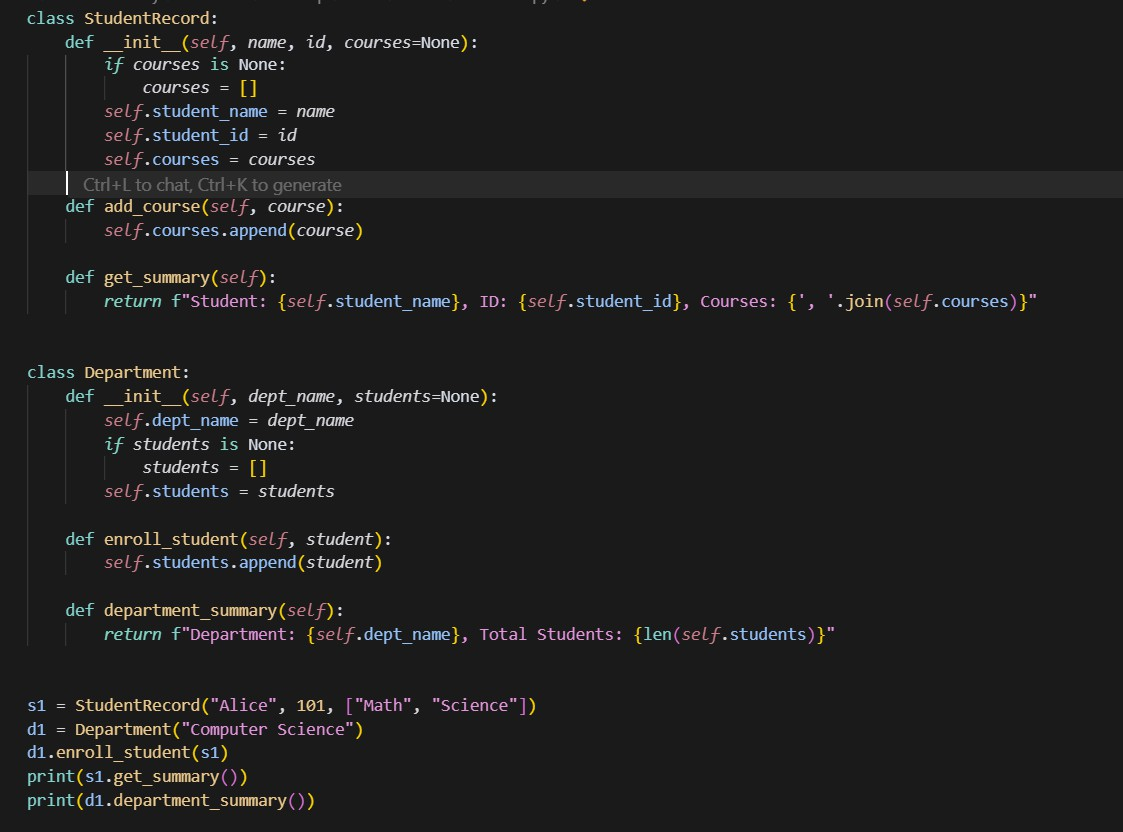 class StudentRecord:
    def __init__(self, name, id, courses=None):
        if courses is None:
            courses = []
        self.student_name = name
        self.student_id = id
        self.courses = courses
    Ctrl+L to chat, Ctrl+K to generate
    def add_course(self, course):
        self.courses.append(course)

    def get_summary(self):
        return f"Student: {self.student_name}, ID: {self.student_id}, Courses: {', '.join(self.courses)}"


class Department:
    def __init__(self, dept_name, students=None):
        self.dept_name = dept_name
        if students is None:
            students = []
        self.students = students

    def enroll_student(self, student):
        self.students.append(student)

    def department_summary(self):
        return f"Department: {self.dept_name}, Total Students: {len(self.students)}"


s1 = StudentRecord("Alice", 101, ["Math", "Science"])
d1 = Department("Computer Science")
d1.enroll_student(s1)
print(s1.get_summary())
print(d1.department_summary())